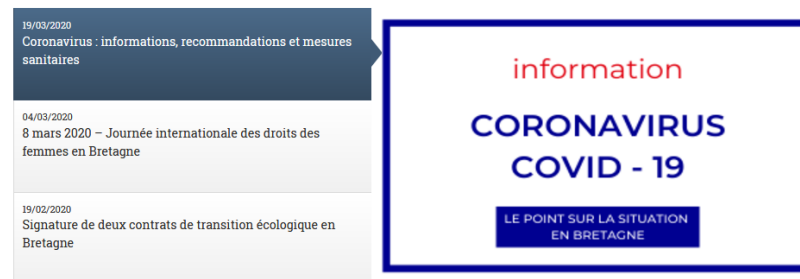 19/03/2020
Coronavirus : informations, recommandations et mesures
sanitaires
04/03/2020
8 mars 2020 – Journée internationale des droits des
femmes en Bretagne
19/02/2020
Signature de deux contrats de transition écologique en
Bretagne
information
CORONAVIRUS
COVID - 19
LE POINT SUR LA SITUATION
EN BRETAGNE